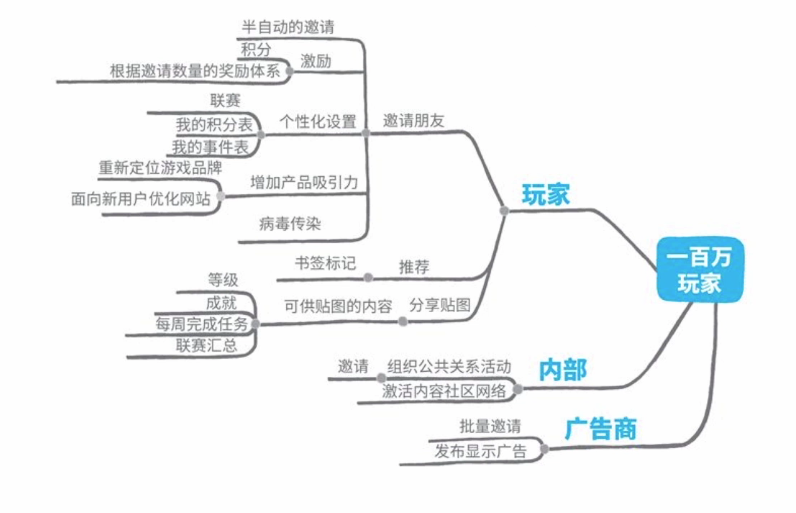 半自动的邀请
积分
激励
根据邀请数量的奖励体系
联赛
个性化设置
邀请朋友
我的积分表
我的事件表
重新定位游戏品牌
增加产品吸引力
面向新用户优化网站
玩家
病毒传染
一百万
玩家
书签标记
推荐
等级
成就
可供贴图的内容
分享贴图
每周完成任务
联赛汇总
邀请
组织公共关系活动
内部
激活内容社区网络
批量邀请
广告商
发布显示广告